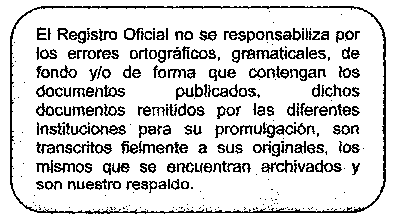 El Registro Oficial no se responsabiliza por
los errores ortográficos, gramaticales, de
fondo y/o de forma que contengan los
documentos publicados, dichos
documentos remitidos por las diferentes
instituciones para su promulgación, son
transcritos fielmente a sus originales, los
mismos que se encuentran archivados y
son nuestro respaldo.